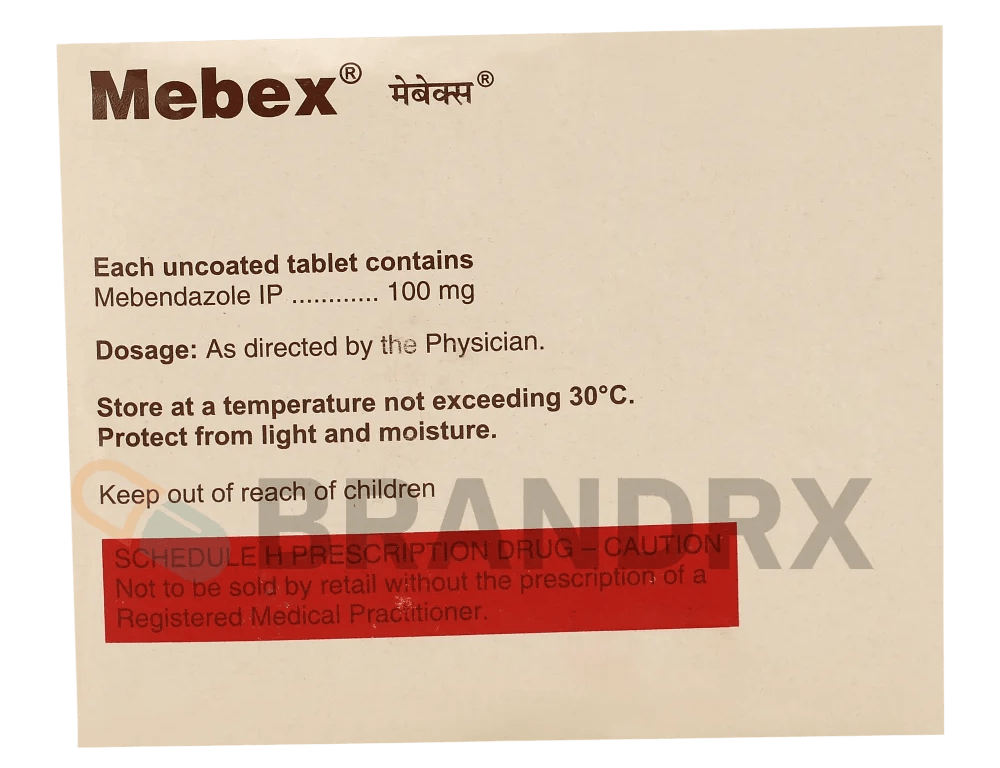 Mebex® मेबेक्स®
Each uncoated tablet contains
Mebendazole IP ............ 100 mg
Dosage: As directed by the Physician.
Store at a temperature not exceeding 30°C.
Protect from light and moisture.
Keep out of reach of children
BRANDRX
SCHEDULE H PRESCRIPTION DRUG – CAUTION
Not to be sold by retail without the prescription of a
Registered Medical Practitioner.